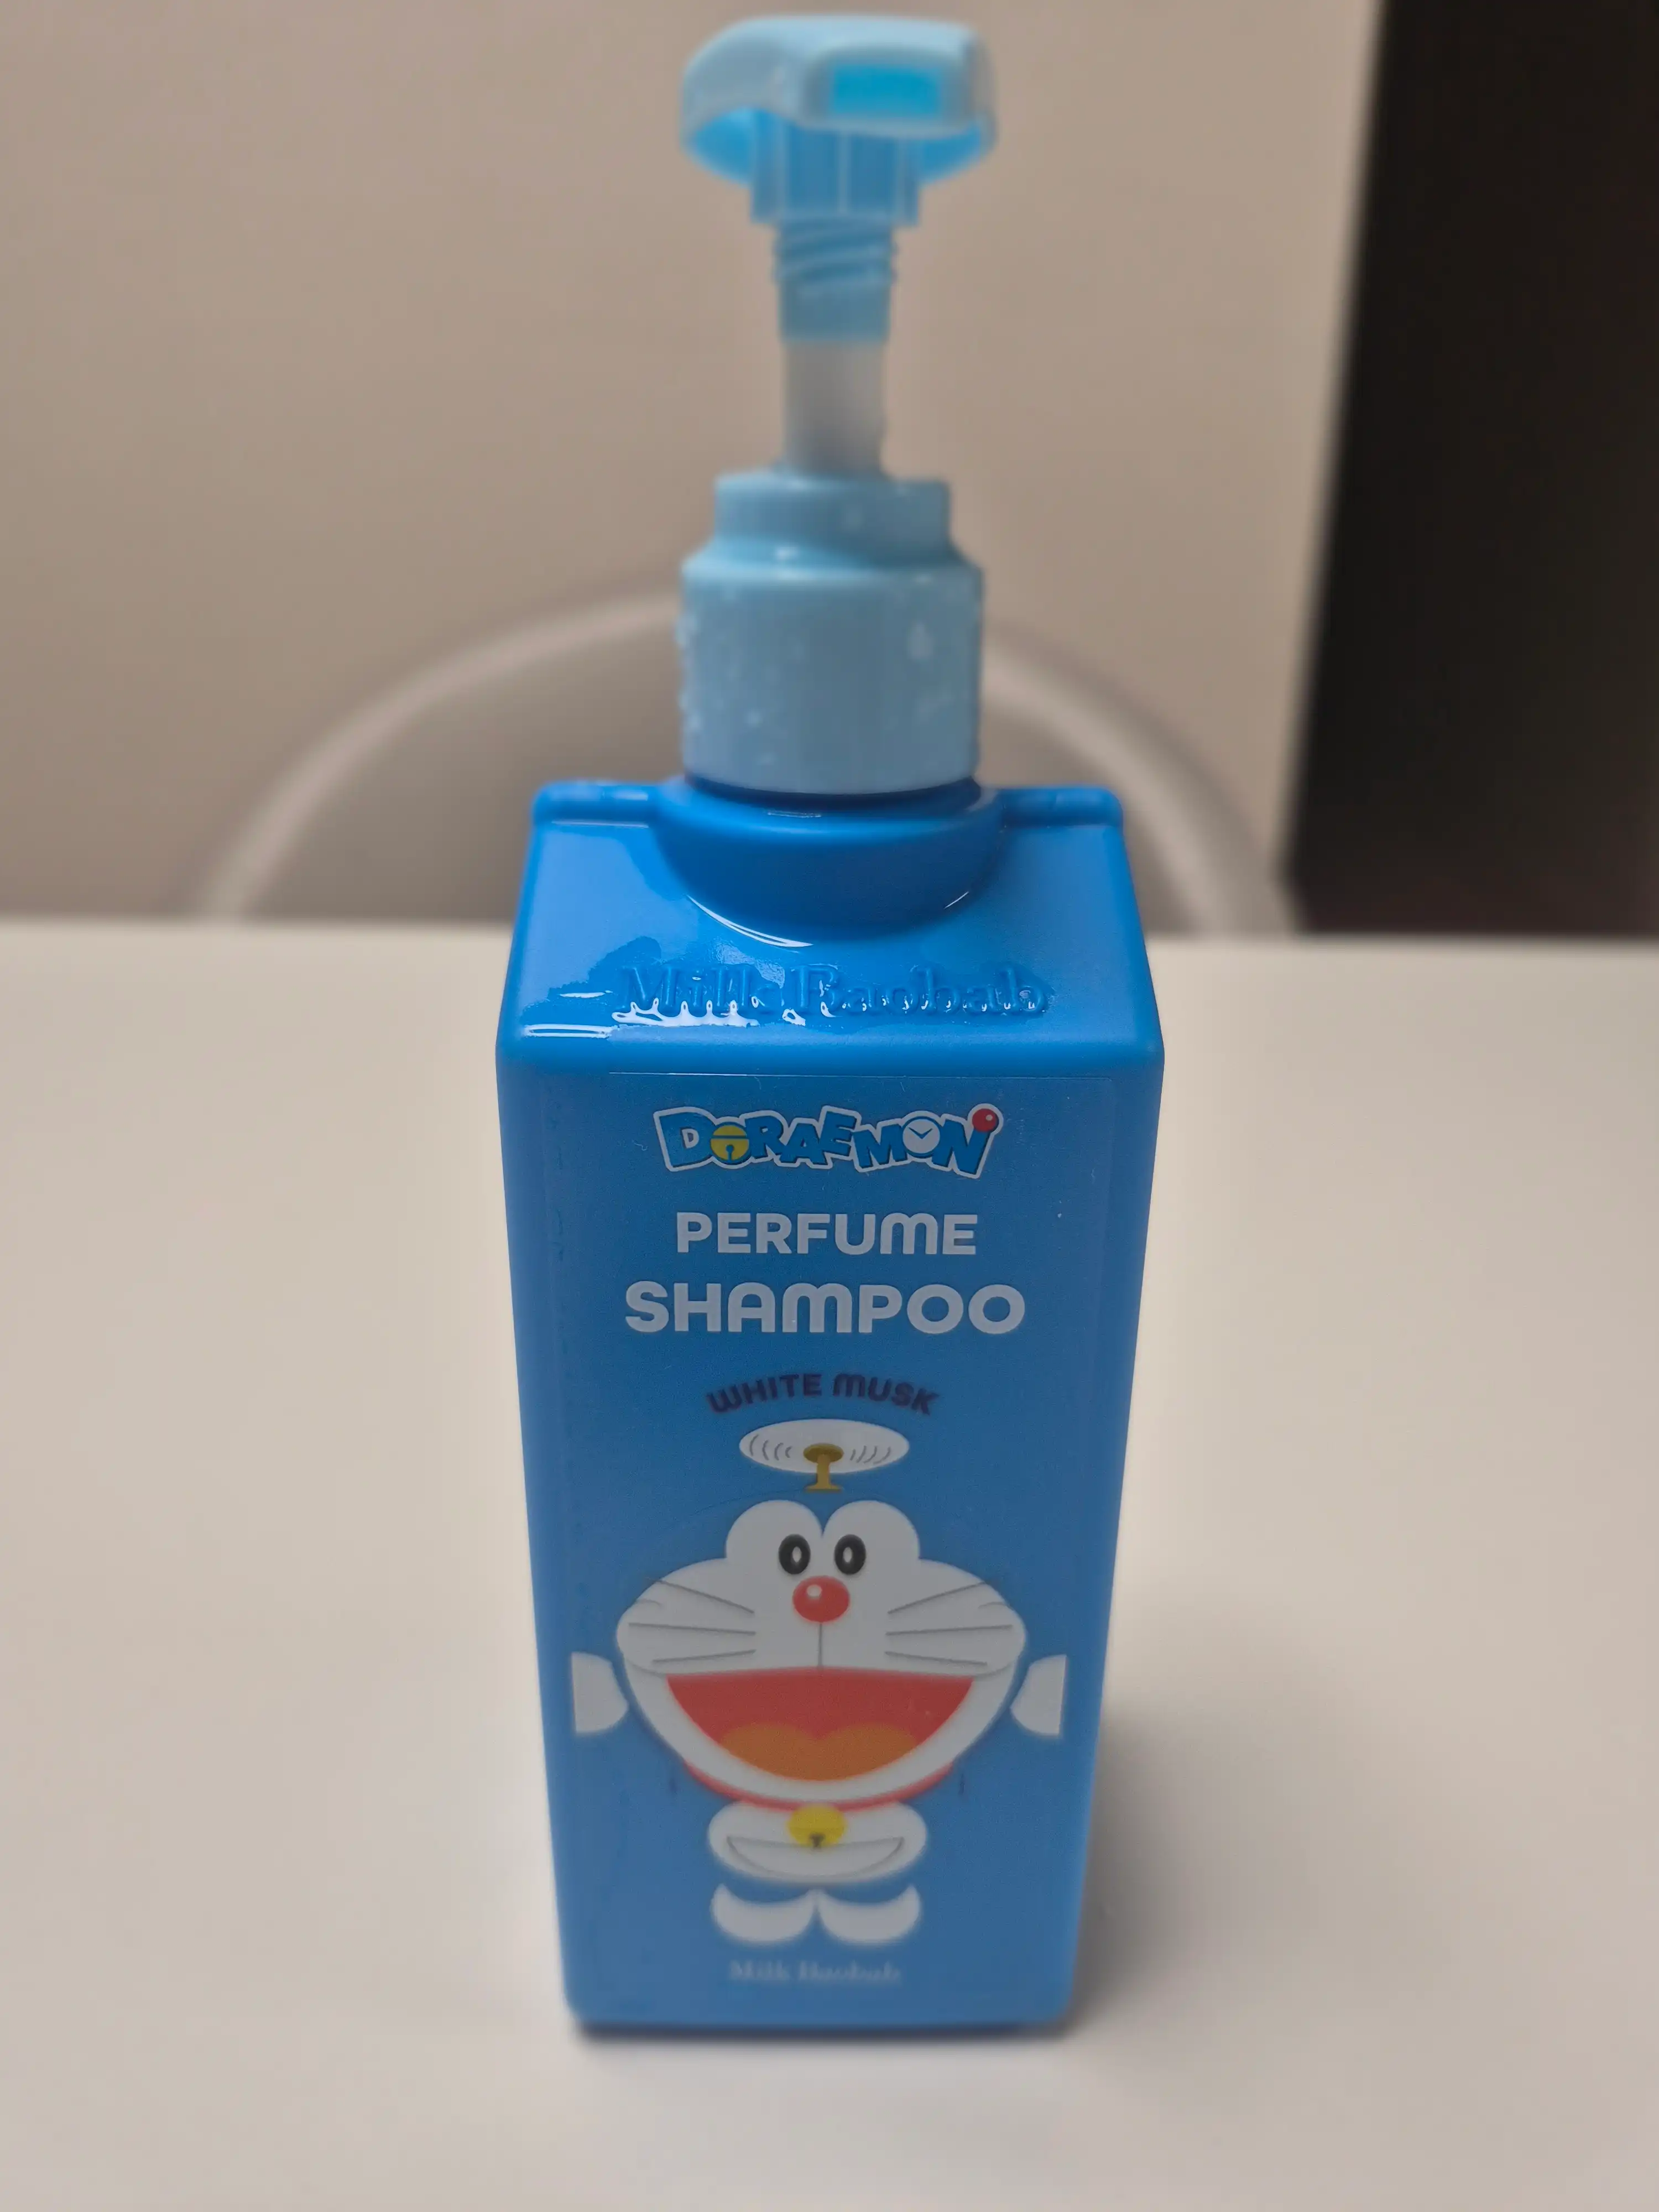 Milk Baobab
DORAEMON
PERFUME
SHAMPOO
WHITE MUSK
Milk Baobab